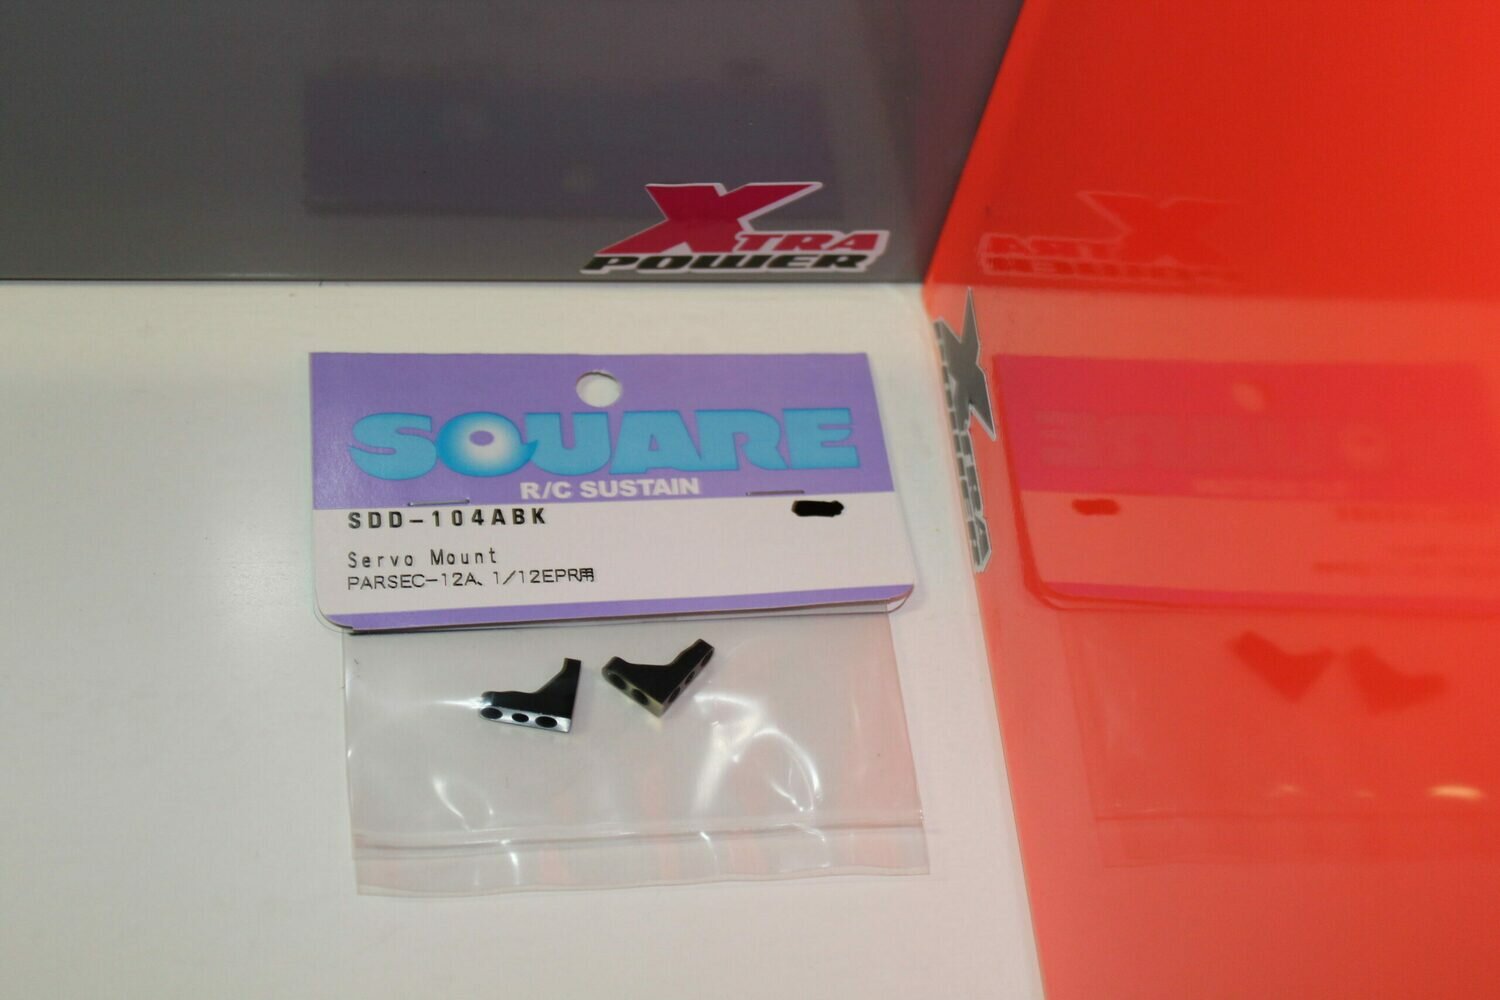 XTRA
POWER
SQUARE
R/C SUSTAIN
SDD-104ABK
Servo Mount
PARSEC-12A、1/12EPR用